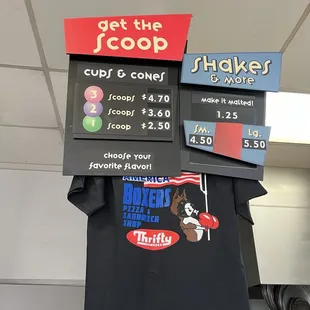 get the
Scoop
CUPS & CONES
3 Scoops $ 4.70
2 Scoops $ 3.60
1 Scoop $ 2.50
choose your
favorite flavor!
SHAKES
& more
make it malted!
$ 1.25
Sm. Lg.
$ 4.50 $ 5.50
AMERICA
BOXERS
PIZZA &
SANDWICH
SHOP
Thrifty